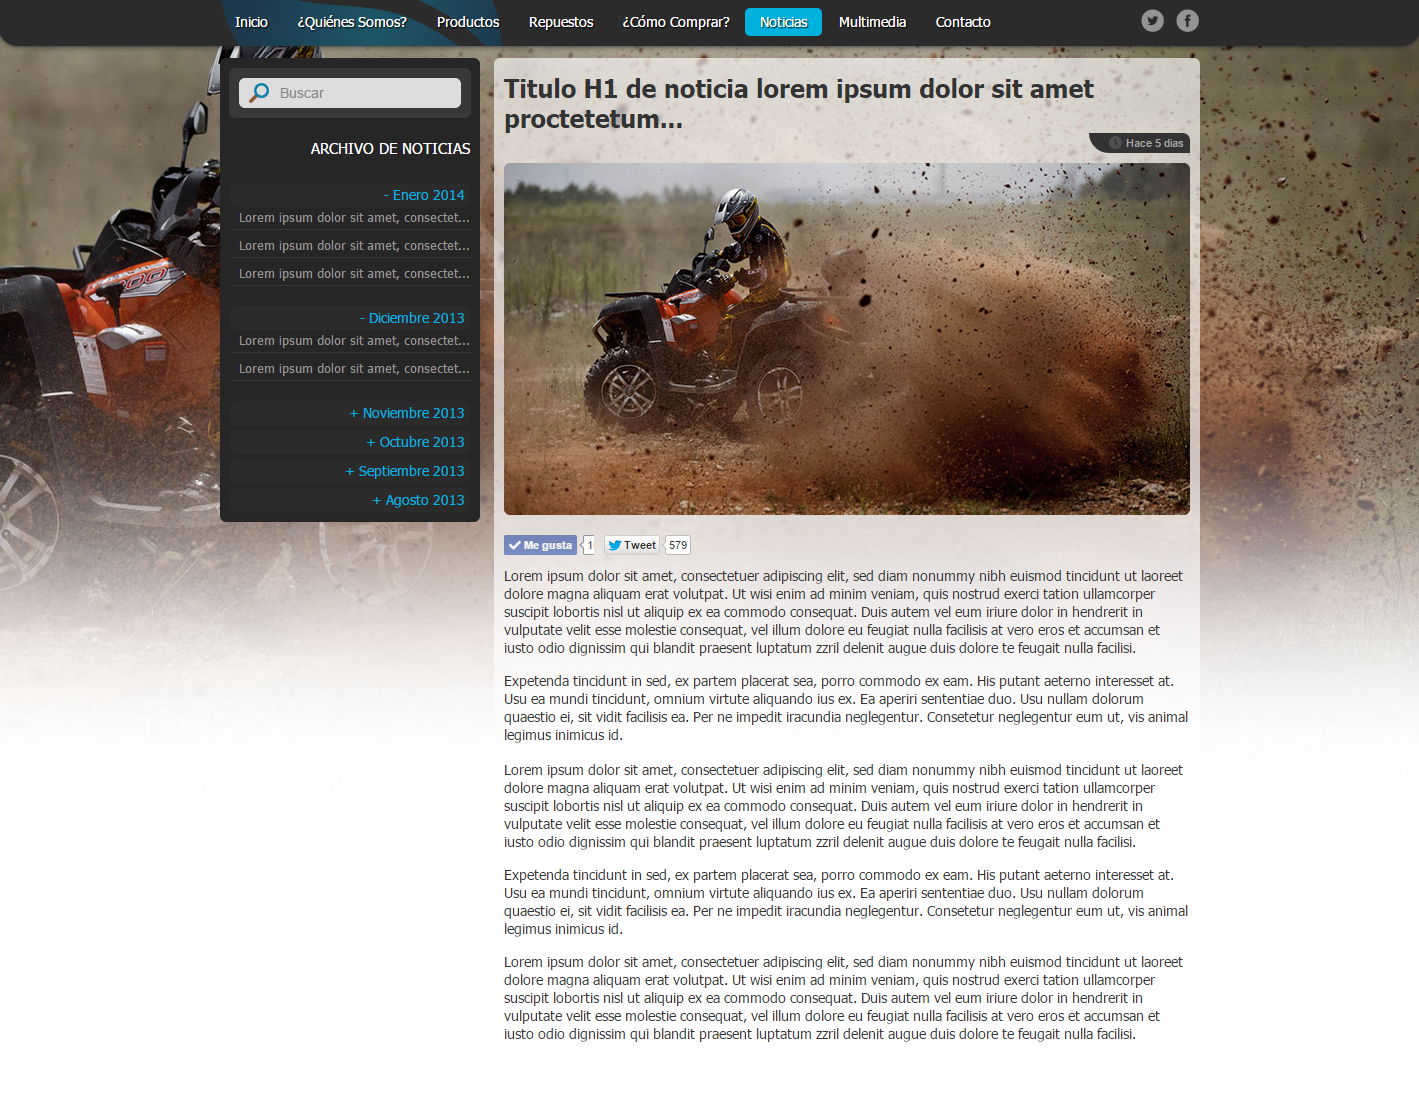 Inicio ¿Quiénes Somos? Productos Repuestos ¿Cómo Comprar? Noticias Multimedia Contacto
Buscar
ARCHIVO DE NOTICIAS
- Enero 2014
Lorem ipsum dolor sit amet, consectet...
Lorem ipsum dolor sit amet, consectet...
Lorem ipsum dolor sit amet, consectet...
- Diciembre 2013
Lorem ipsum dolor sit amet, consectet...
Lorem ipsum dolor sit amet, consectet...
+ Noviembre 2013
+ Octubre 2013
+ Septiembre 2013
+ Agosto 2013
Titulo H1 de noticia lorem ipsum dolor sit amet
proctetetum...
Hace 5 dias
Me gusta Tweet 579
Lorem ipsum dolor sit amet, consectetuer adipiscing elit, sed diam nonummy nibh euismod tincidunt ut laoreet
dolore magna aliquam erat volutpat. Ut wisi enim ad minim veniam, quis nostrud exerci tation ullamcorper
suscipit lobortis nisl ut aliquip ex ea commodo consequat. Duis autem vel eum iriure dolor in hendrerit in
vulputate velit esse molestie consequat, vel illum dolore eu feugiat nulla facilisis at vero eros et accumsan et
iusto odio dignissim qui blandit praesent luptatum zzril delenit augue duis dolore te feugait nulla facilisi.
Expetenda tincidunt in sed, ex partem placerat sea, porro commodo ex eam. His putant aeterno interesset at.
Usu ea mundi tincidunt, omnium virtute aliquando ius ex. Ea aperiri sententiae duo. Usu nullam dolorum
quaestio ei, sit vidit facilisis ea. Per ne impedit iracundia neglegentur. Consetetur neglegentur eum ut, vis animal
legimus inimicus id.
Lorem ipsum dolor sit amet, consectetuer adipiscing elit, sed diam nonummy nibh euismod tincidunt ut laoreet
dolore magna aliquam erat volutpat. Ut wisi enim ad minim veniam, quis nostrud exerci tation ullamcorper
suscipit lobortis nisl ut aliquip ex ea commodo consequat. Duis autem vel eum iriure dolor in hendrerit in
vulputate velit esse molestie consequat, vel illum dolore eu feugiat nulla facilisis at vero eros et accumsan et
iusto odio dignissim qui blandit praesent luptatum zzril delenit augue duis dolore te feugait nulla facilisi.
Expetenda tincidunt in sed, ex partem placerat sea, porro commodo ex eam. His putant aeterno interesset at.
Usu ea mundi tincidunt, omnium virtute aliquando ius ex. Ea aperiri sententiae duo. Usu nullam dolorum
quaestio ei, sit vidit facilisis ea. Per ne impedit iracundia neglegentur. Consetetur neglegentur eum ut, vis animal
legimus inimicus id.
Lorem ipsum dolor sit amet, consectetuer adipiscing elit, sed diam nonummy nibh euismod tincidunt ut laoreet
dolore magna aliquam erat volutpat. Ut wisi enim ad minim veniam, quis nostrud exerci tation ullamcorper
suscipit lobortis nisl ut aliquip ex ea commodo consequat. Duis autem vel eum iriure dolor in hendrerit in
vulputate velit esse molestie consequat, vel illum dolore eu feugiat nulla facilisis at vero eros et accumsan et
iusto odio dignissim qui blandit praesent luptatum zzril delenit augue duis dolore te feugait nulla facilisi.